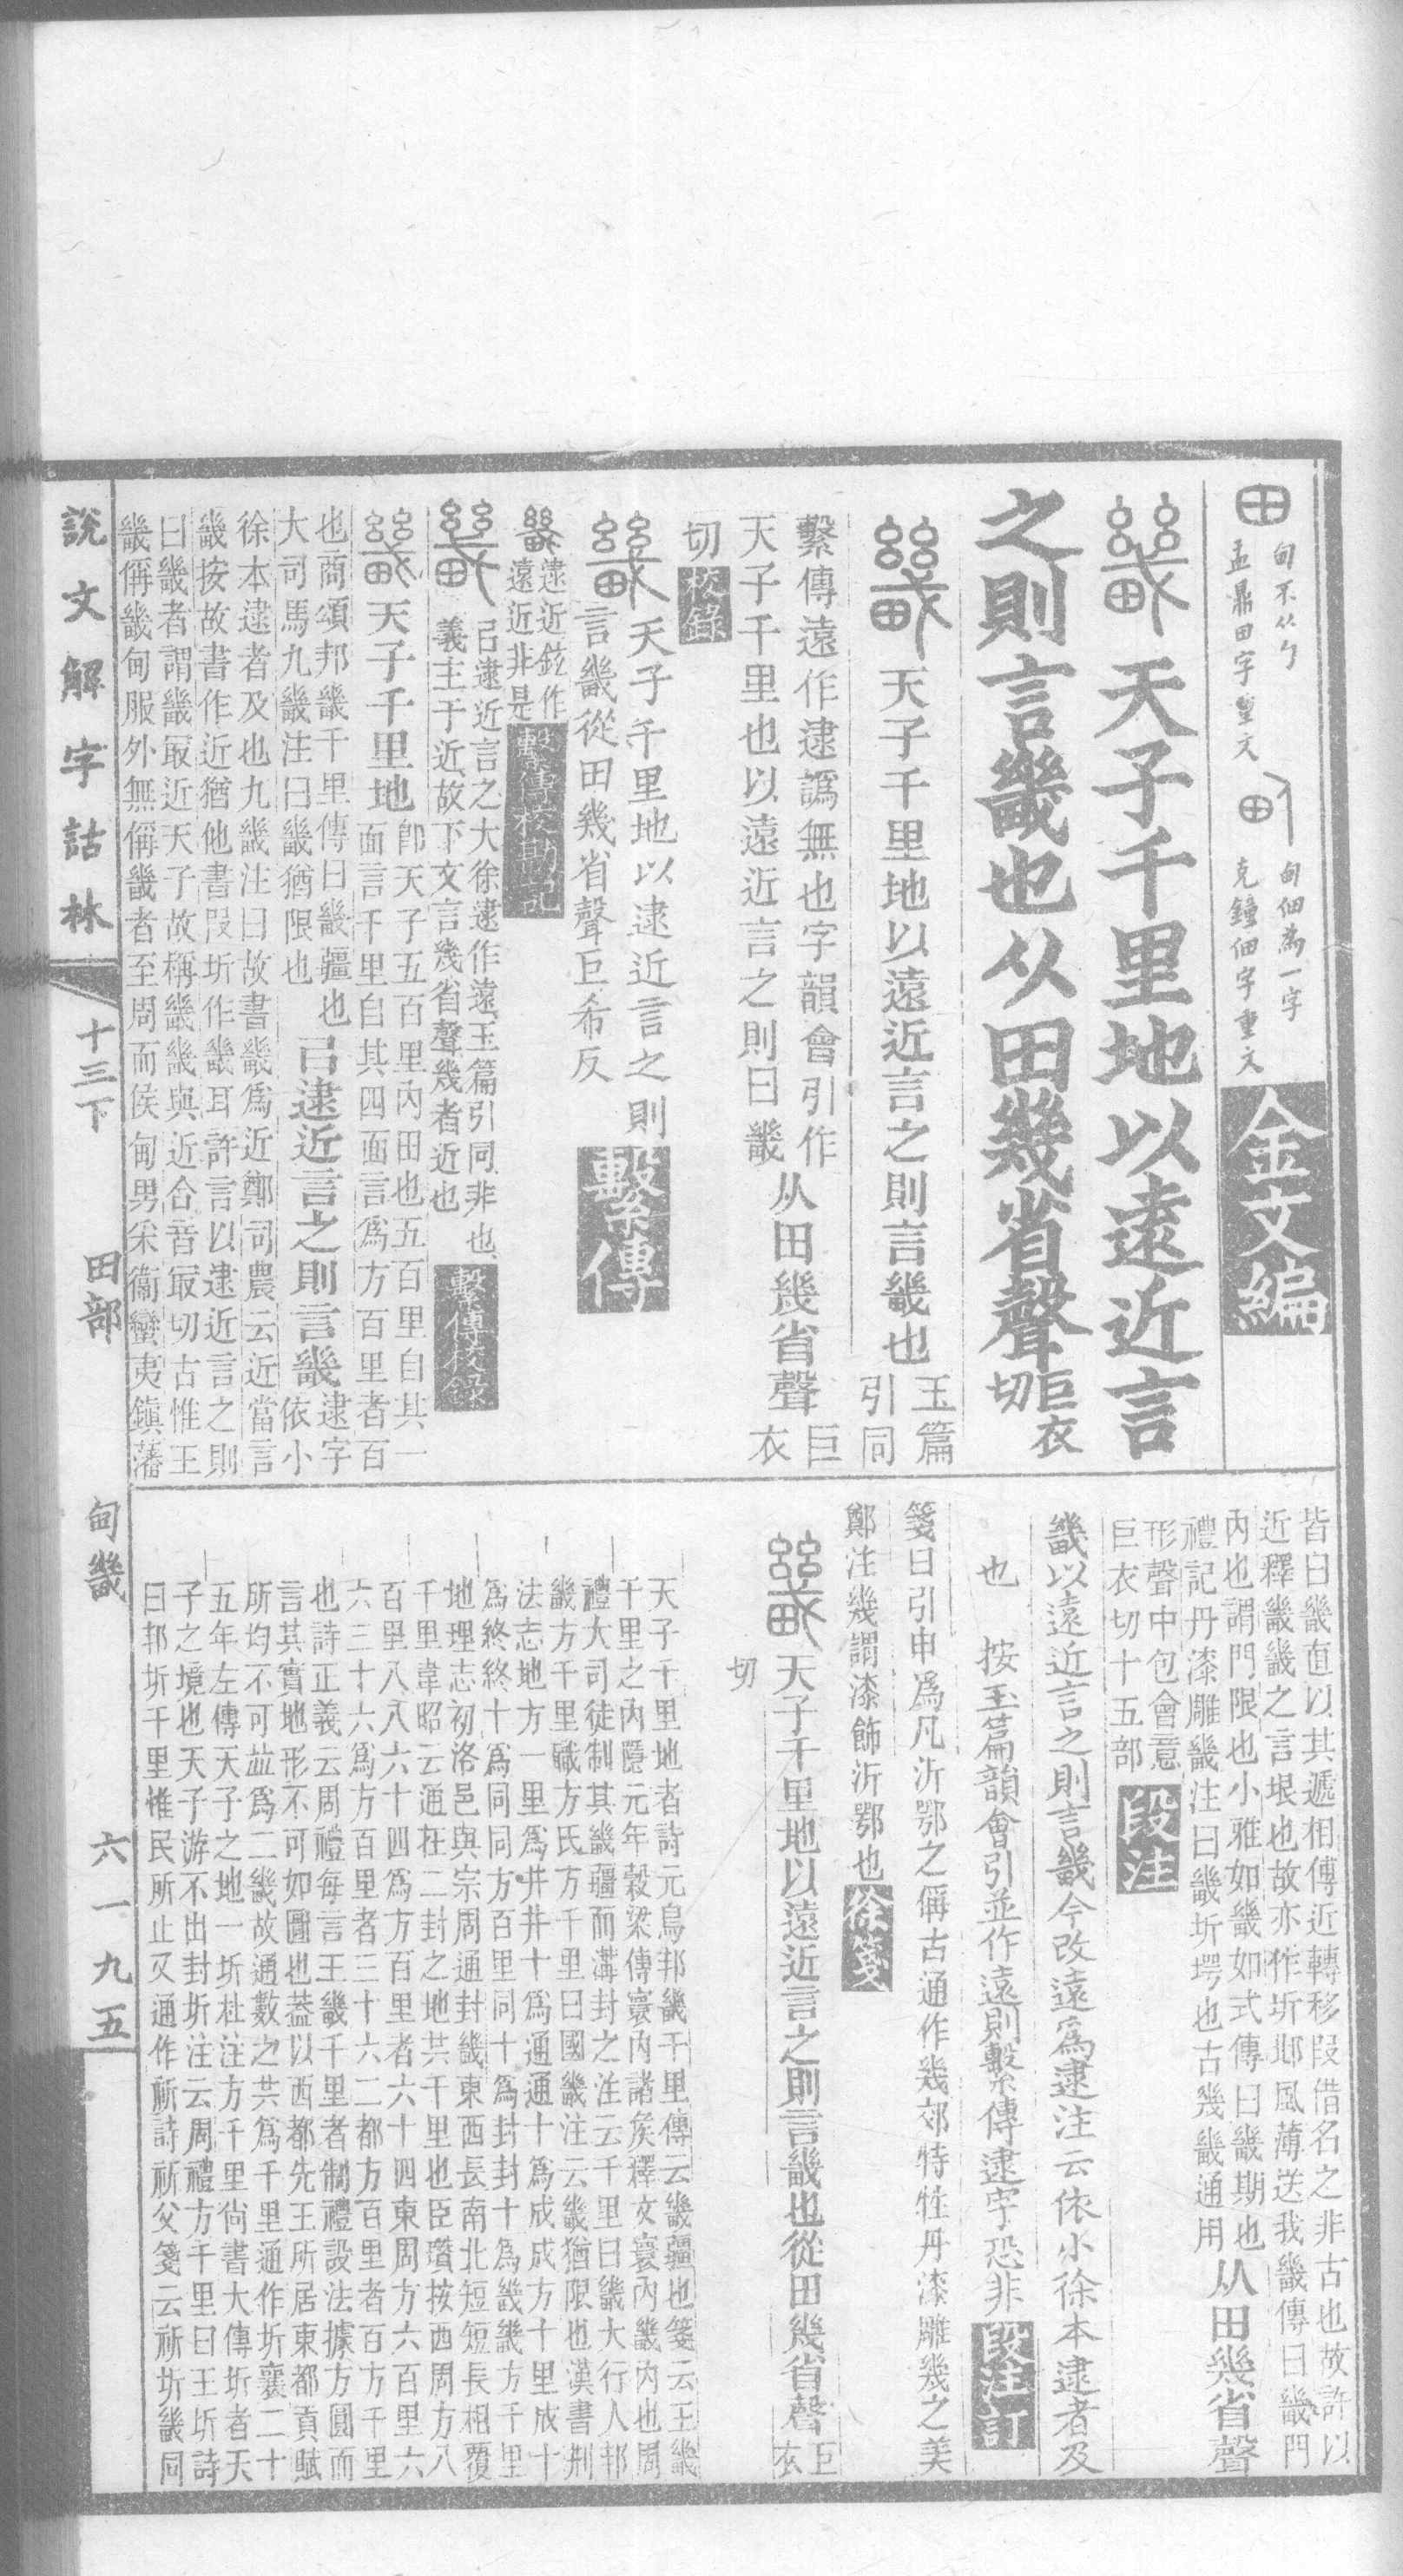 甸不从勹
盂鼎田字重文
甸佃為一字
克鐘佃字重文
金文編
天子千里地以遠近言
之則言畿也从田幾省聲巨衣切
天子千里地以遠近言之則言畿也玉篇引同
繫傳遠作逮譌無也字韻會引作
天子千里也以遠近言之則曰畿
从田幾省聲巨衣
切校錄
天子千里地以逮近言之則
言畿從田幾省聲巨希反
繫傳
畿逮近鉉作
遠近非是
繫傳校勘記
㠯逮近言之大徐逮作遠玉篇引同非也
義主于近故下文言幾省聲幾者近也
繫傳校錄
天子千里地即天子五百里內田也五百里自其一
面言千里自其四面言為方百里者百
也商頌邦畿千里傳曰畿疆也㠯逮近言之則言畿逮字
大司馬九畿注曰畿猶限也依小
徐本逮者及也九畿注曰故書畿為近鄭司農云近當言
畿按故書作近猶他書叚圻作畿耳許言以逮近言之則
曰畿者謂畿冣近天子故稱畿畿與近合音冣切古惟王
畿偁畿甸服外無偁畿者至周而侯甸男采衞蠻夷鎮藩
說文解字詁林
十三下
田部
甸畿
六一九五
皆曰畿直以其遞相傅近轉移叚借名之非古也故許以
近釋畿畿之言垠也故亦作圻邶風薄送我畿傳曰畿門
內也謂門限也小雅如畿如式傳曰畿期也
禮記丹漆雕畿注曰畿圻堮也古幾畿通用
从田幾省聲
形聲中包會意
巨衣切十五部
段注
畿以遠近言之則言畿今改遠為逮注云依小徐本逮者及
也 按玉篇韻會引並作遠則繫傳逮字恐非段注訂
箋曰引申為凡沂鄂之偁古通作幾郊特牲丹漆雕幾之美
鄭注幾謂漆飾沂鄂也徐箋
天子千里地以遠近言之則言畿也從田幾省聲巨衣
切
天子千里地者詩元鳥邦畿千里傳云畿疆也箋云王畿
千里之內隱元年穀梁傳寰內諸矦釋文寰內畿內也周
禮大司徒制其畿疆而溝封之注云千里曰畿大行人邦
畿方千里職方氏方千里曰國畿注云畿猶限也漢書刑
法志地方一里為井井十為通通十為成成方十里成十
為終終十為同同方百里同十為封封十為畿畿方千里
地理志初洛邑與宗周通封畿東西長南北短短長相覆
千里韋昭云通在二封之地共千里也臣瓚按西周方八
百里八八六十四為方百里者六十四東周方六百里六
六三十六為方百里者三十六二都方百里者百方千里
也詩正義云周禮每言王畿千里者制禮設法據方圓而
言其實地形不可如圖也蓋以西都先王所居東都貢賦
所均不可並為二畿故通數之共為千里通作圻襄二十
五年左傳天子之地一圻杜注方千里尚書大傳圻者天
子之境也天子游不出封圻注云周禮方千里曰王圻詩
曰邦圻千里惟民所止又通作祈詩祈父箋云祈圻畿同